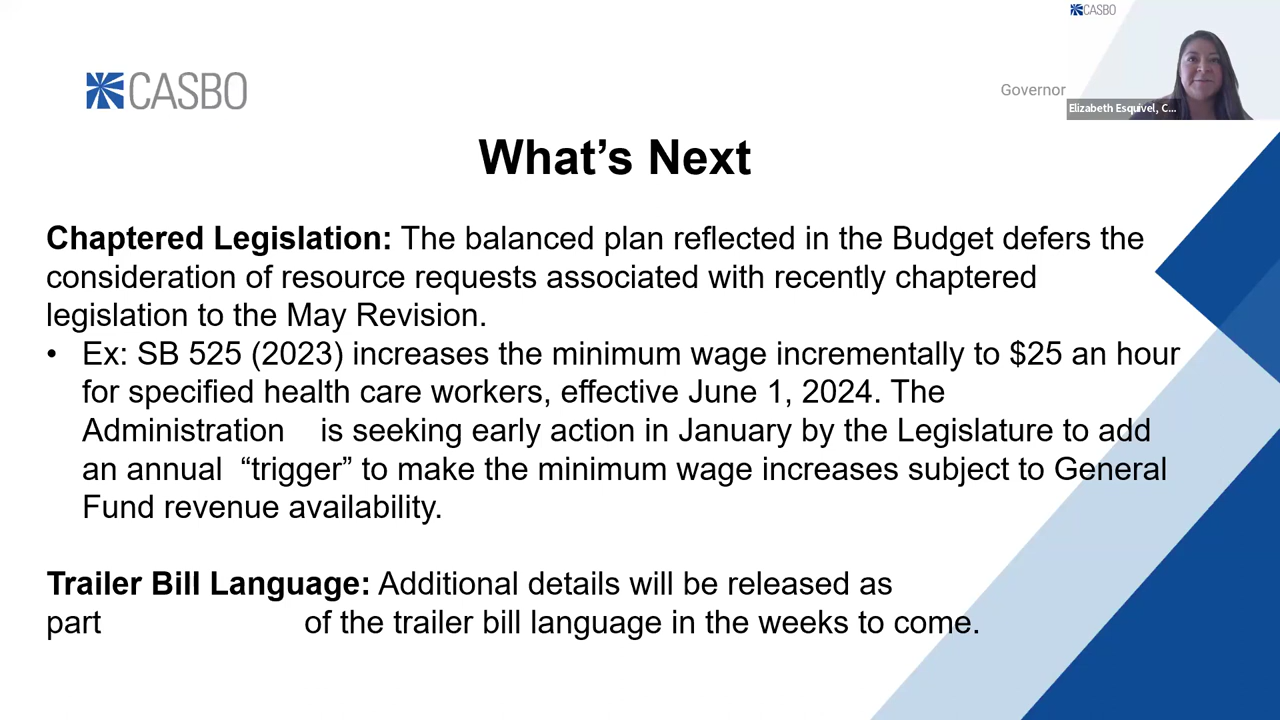 CASBO
CASBO
Governor
Elizabeth Esquivel, C...
What’s Next
Chaptered Legislation: The balanced plan reflected in the Budget defers the
consideration of resource requests associated with recently chaptered
legislation to the May Revision.
• Ex: SB 525 (2023) increases the minimum wage incrementally to $25 an hour
for specified health care workers, effective June 1, 2024. The
Administration is seeking early action in January by the Legislature to add
an annual “trigger” to make the minimum wage increases subject to General
Fund revenue availability.
Trailer Bill Language: Additional details will be released as
part of the trailer bill language in the weeks to come.